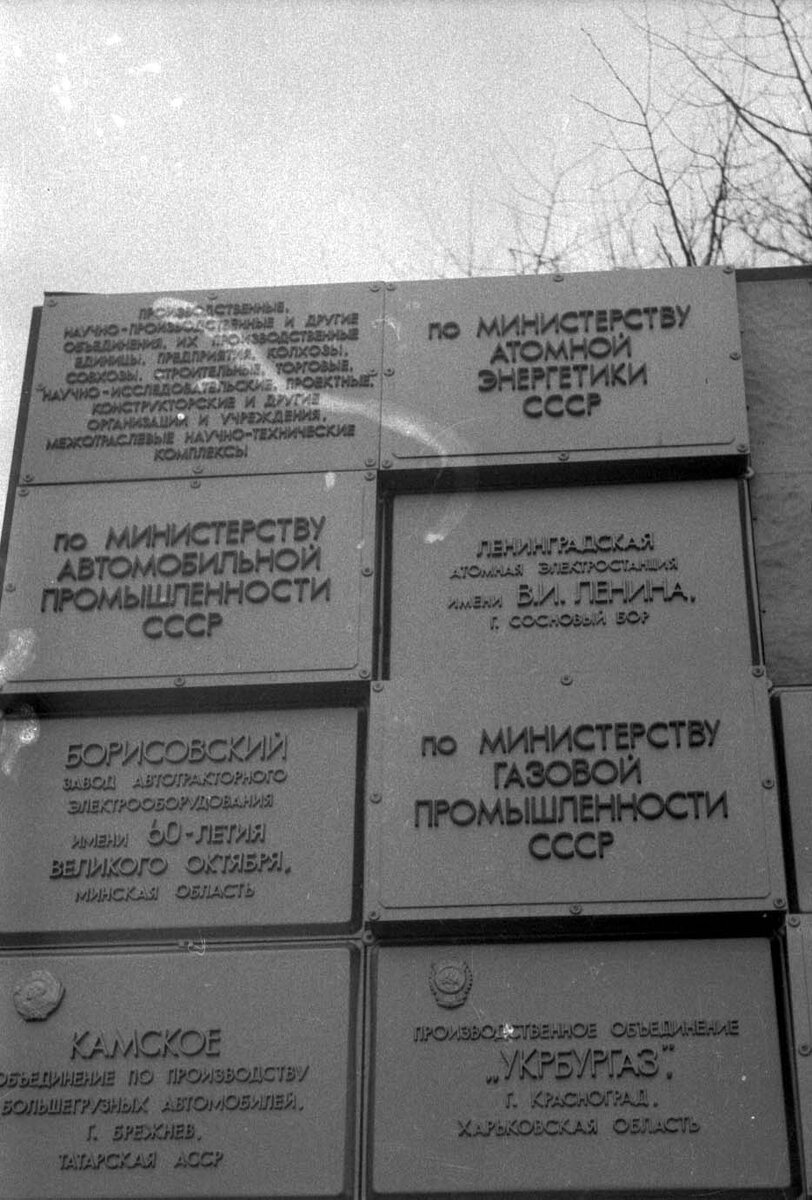 ПРОИЗВОДСТВЕННЫЕ,
НАУЧНО-ПРОИЗВОДСТВЕННЫЕ И ДРУГИЕ
ОБЪЕДИНЕНИЯ, ИХ ПРОИЗВОДСТВЕННЫЕ
ЕДИНИЦЫ, ПРЕДПРИЯТИЯ, КОЛХОЗЫ,
СОВХОЗЫ, СТРОИТЕЛЬНЫЕ, ТОРГОВЫЕ,
НАУЧНО-ИССЛЕДОВАТЕЛЬСКИЕ, ПРОЕКТНЫЕ,
КОНСТРУКТОРСКИЕ И ДРУГИЕ
ОРГАНИЗАЦИИ И УЧРЕЖДЕНИЯ,
МЕЖОТРАСЛЕВЫЕ НАУЧНО-ТЕХНИЧЕСКИЕ
КОМПЛЕКСЫ
ПО МИНИСТЕРСТВУ
АВТОМОБИЛЬНОЙ
ПРОМЫШЛЕННОСТИ
СССР
БОРИСОВСКИЙ
ЗАВОД АВТОТРАКТОРНОГО
ЭЛЕКТРООБОРУДОВАНИЯ
ИМЕНИ 60-ЛЕТИЯ
ВЕЛИКОГО ОКТЯБРЯ,
МИНСКАЯ ОБЛАСТЬ
КАМСКОЕ
ОБЪЕДИНЕНИЕ ПО ПРОИЗВОДСТВУ
БОЛЬШЕГРУЗНЫХ АВТОМОБИЛЕЙ,
Г. БРЕЖНЕВ,
ТАТАРСКАЯ АССР
ПО МИНИСТЕРСТВУ
АТОМНОЙ
ЭНЕРГЕТИКИ
СССР
ЛЕНИНГРАДСКАЯ
АТОМНАЯ ЭЛЕКТРОСТАНЦИЯ
ИМЕНИ В.И. ЛЕНИНА,
Г. СОСНОВЫЙ БОР
ПО МИНИСТЕРСТВУ
ГАЗОВОЙ
ПРОМЫШЛЕННОСТИ
СССР
ПРОИЗВОДСТВЕННОЕ ОБЪЕДИНЕНИЕ
„УКРБУРГАЗ",
Г. КРАСНОГРАД,
ХАРЬКОВСКАЯ ОБЛАСТЬ